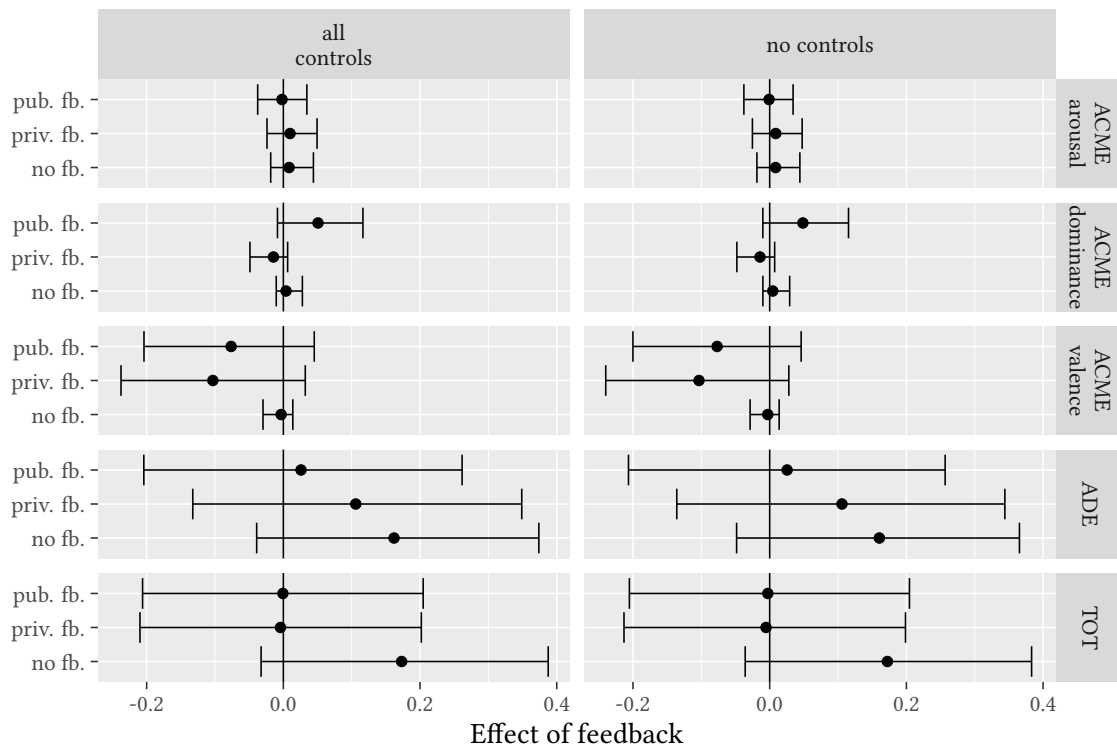 all
controls
no controls
pub. fb.
priv. fb.
no fb.
ACME
arousal
pub. fb.
priv. fb.
no fb.
ACME
dominance
pub. fb.
priv. fb.
no fb.
ACME
valence
pub. fb.
priv. fb.
no fb.
ADE
pub. fb.
priv. fb.
no fb.
TOT
-0.2 0.0 0.2 0.4 -0.2 0.0 0.2 0.4
Effect of feedback